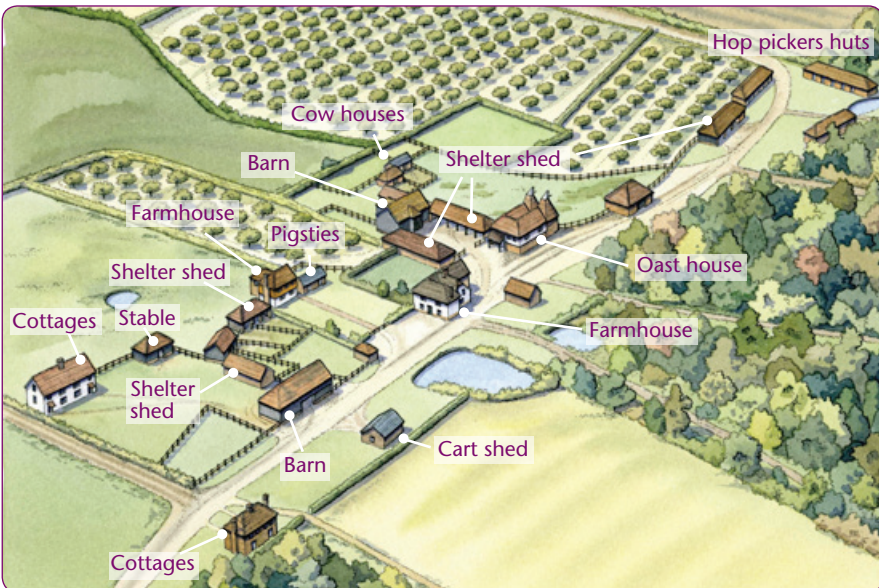 Hop pickers huts
Cow houses
Shelter shed
Barn
Farmhouse
Pigsties
Shelter shed
Oast house
Cottages
Stable
Farmhouse
Shelter
shed
Barn
Cart shed
Cottages